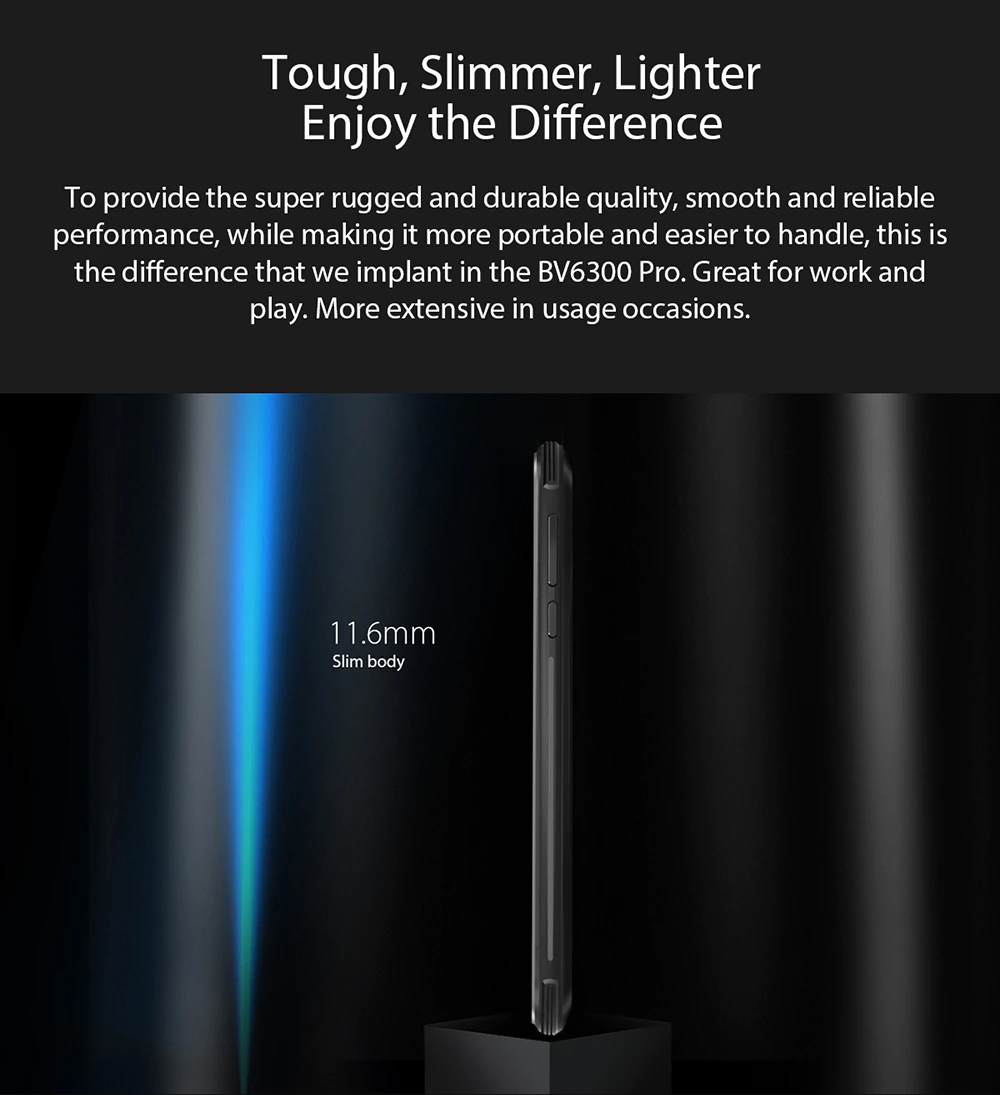 Tough, Slimmer, Lighter
Enjoy the Difference
To provide the super rugged and durable quality, smooth and reliable
performance, while making it more portable and easier to handle, this is
the difference that we implant in the BV6300 Pro. Great for work and
play. More extensive in usage occasions.
11.6mm
Slim body